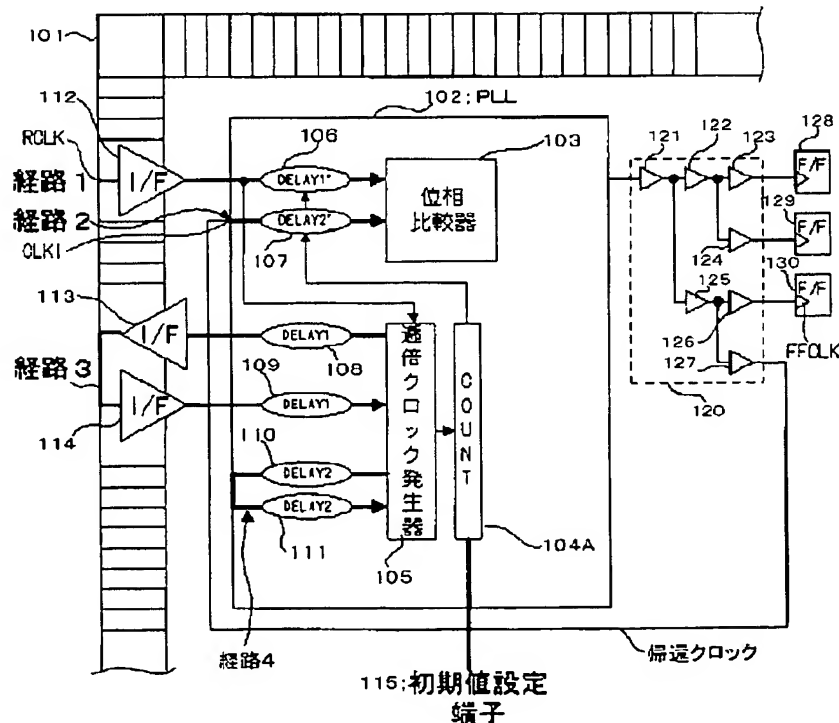 101
112
RCLK
I/F
経路1
経路2
CLKI
102;PLL
106
DELAY1'
DELAY2'
107
103
位相
比較器
121
122
123
124
125
126
127
120
F/F
128
F/F
129
F/F
130
FFCLK
113
I/F
経路3
I/F
114
DELAY1
108
109
DELAY1
110
DELAY2
DELAY2
111
逓倍クロック発生器
105
COUNT
104A
経路4
帰還クロック
115;初期値設定
端子